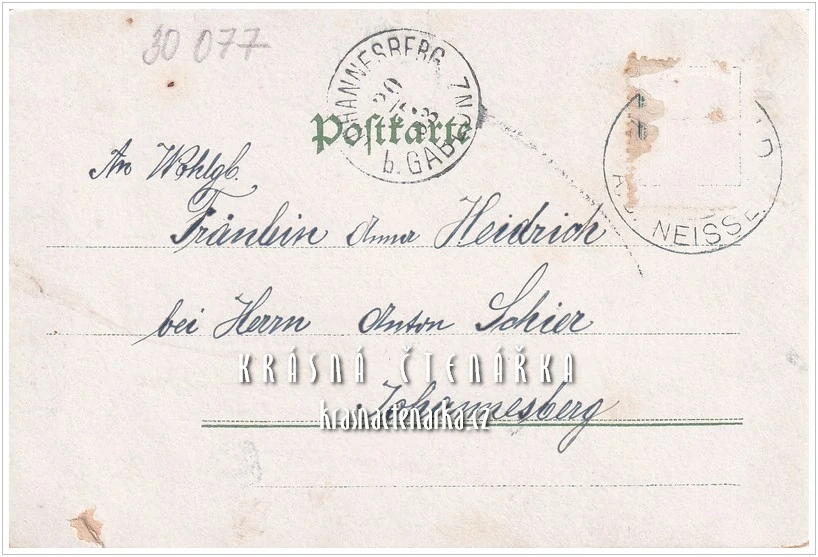 30 077
JOHANNESBERG b. GABLONZ
Postkarte
NEISSE
An Wohlgb.
Fräulein Anna Heidrich
bei Herrn Anton Schier
KRÁSNÁ ČTENÁŘKA
Johannesberg
krasnactenarka.cz